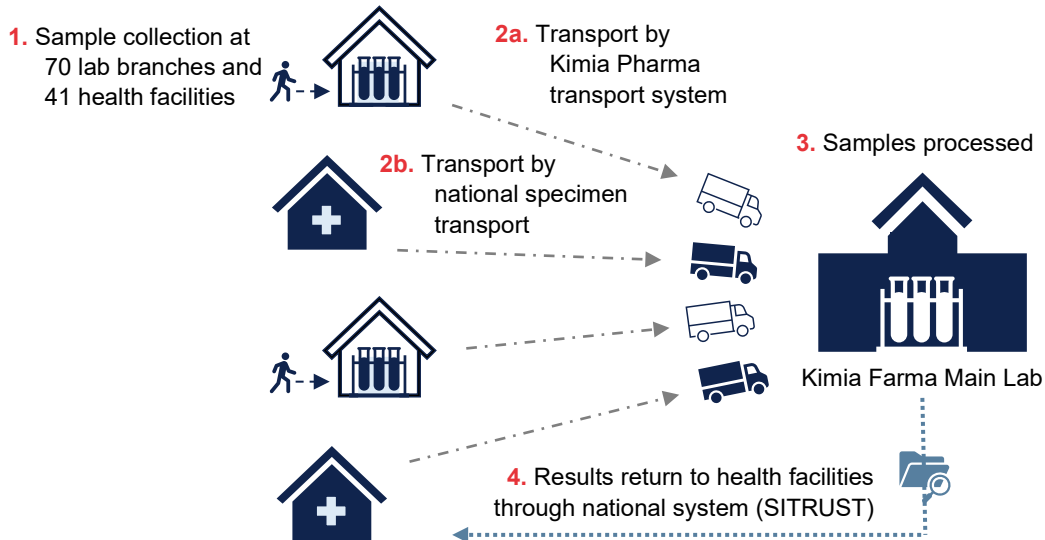 1. Sample collection at
70 lab branches and
41 health facilities
2a. Transport by
Kimia Pharma
transport system
2b. Transport by
national specimen
transport
3. Samples processed
Kimia Farma Main Lab
4. Results return to health facilities
through national system (SITRUST)